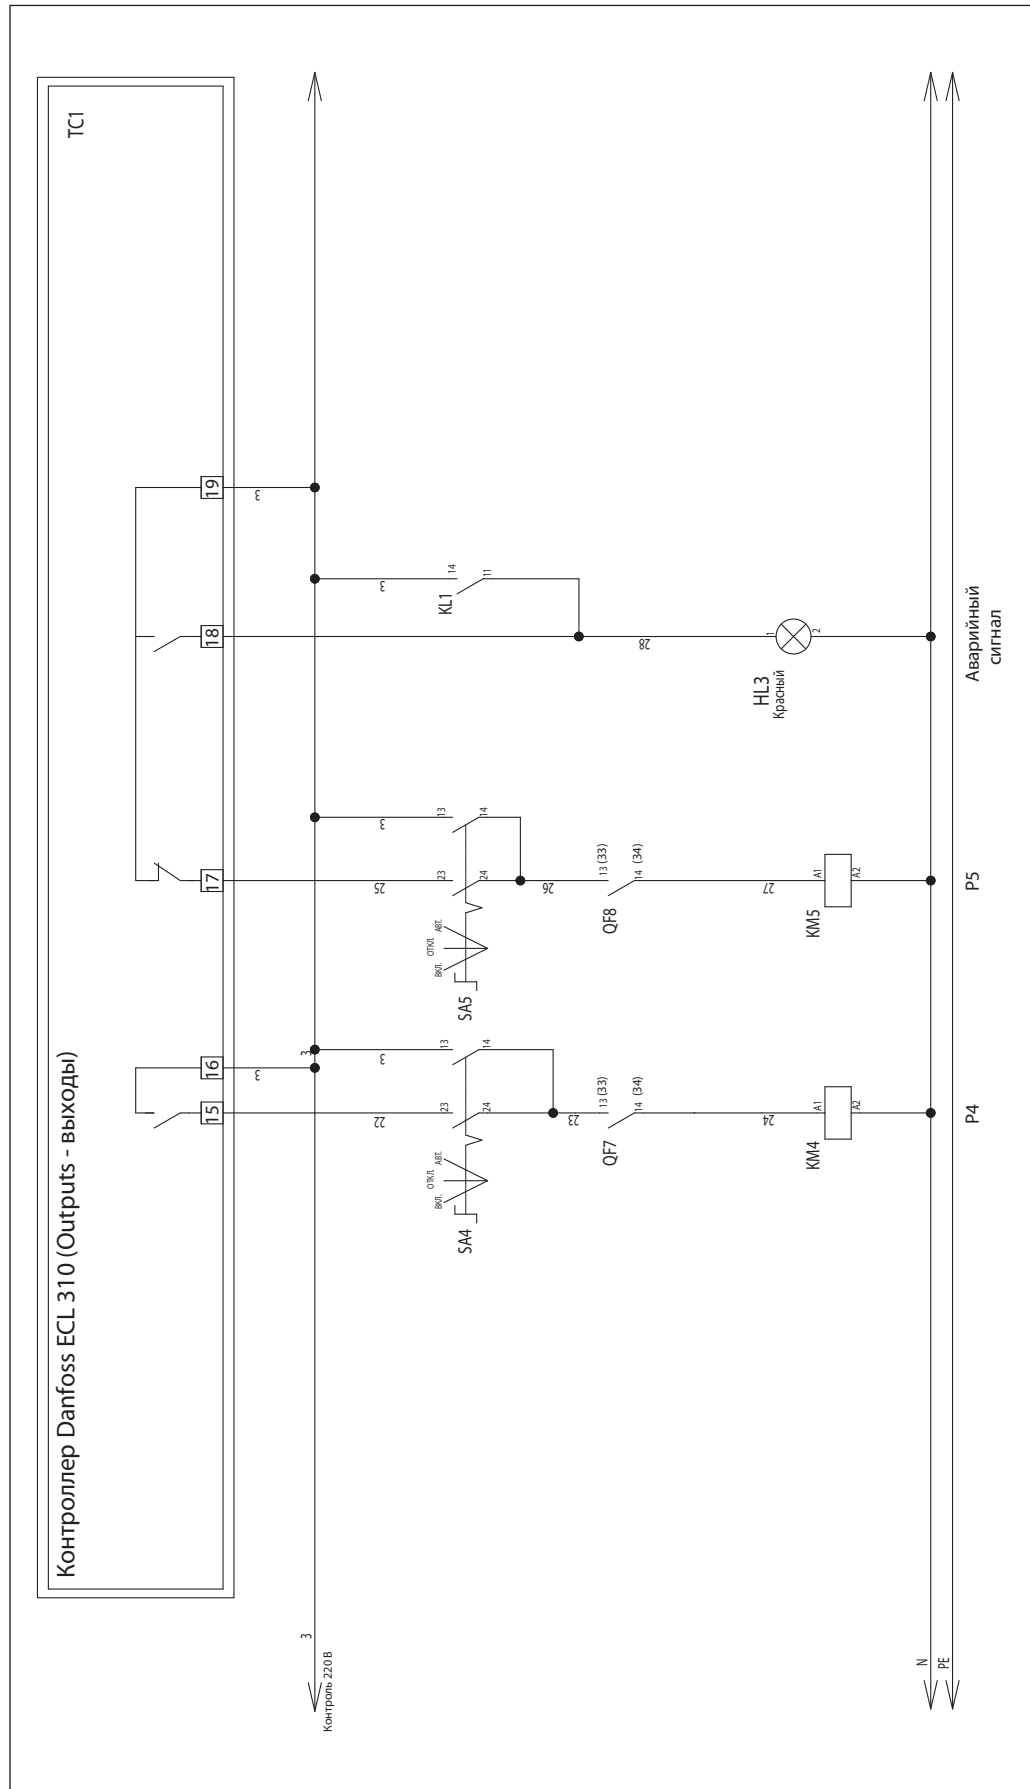 Контроллер Danfoss ECL 310 (Outputs - выходы)
TC1
15
16
17
18
19
3
3
3
Контроль 220 В
3
22
3
25
3
3
SA4
ВКЛ.
ОТКЛ.
АВТ.
23
24
13
14
SA5
ВКЛ.
ОТКЛ.
АВТ.
23
24
13
14
KL1
14
11
23
QF7
13 (33)
14 (34)
24
26
QF8
13 (33)
14 (34)
27
28
KM4
A1
A2
KM5
A1
A2
HL3
Красный
1
2
N
PE
P4
P5
Аварийный
сигнал